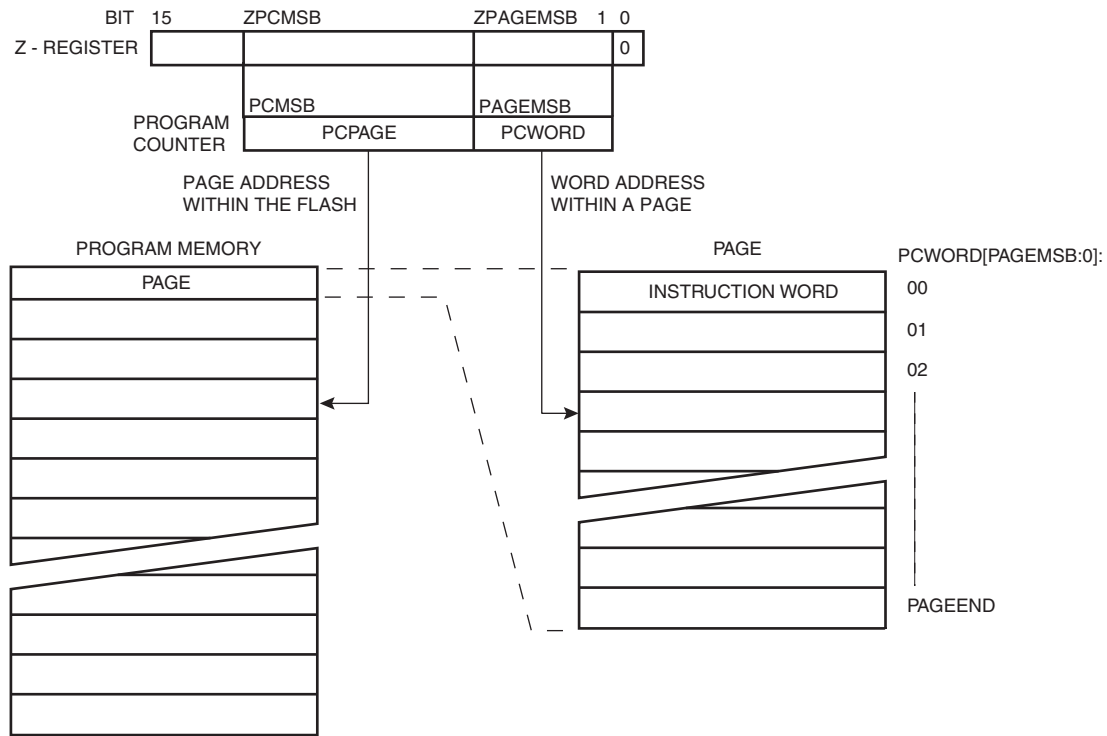 BIT 15 ZPCMSB ZPAGEMSB 1 0
Z - REGISTER 0
PCMSB PAGEMSB
PROGRAM
COUNTER
PCPAGE PCWORD
PAGE ADDRESS
WITHIN THE FLASH
WORD ADDRESS
WITHIN A PAGE
PROGRAM MEMORY
PAGE
PAGE
INSTRUCTION WORD
PCWORD[PAGEMSB:0]:
00
01
02
PAGEEND